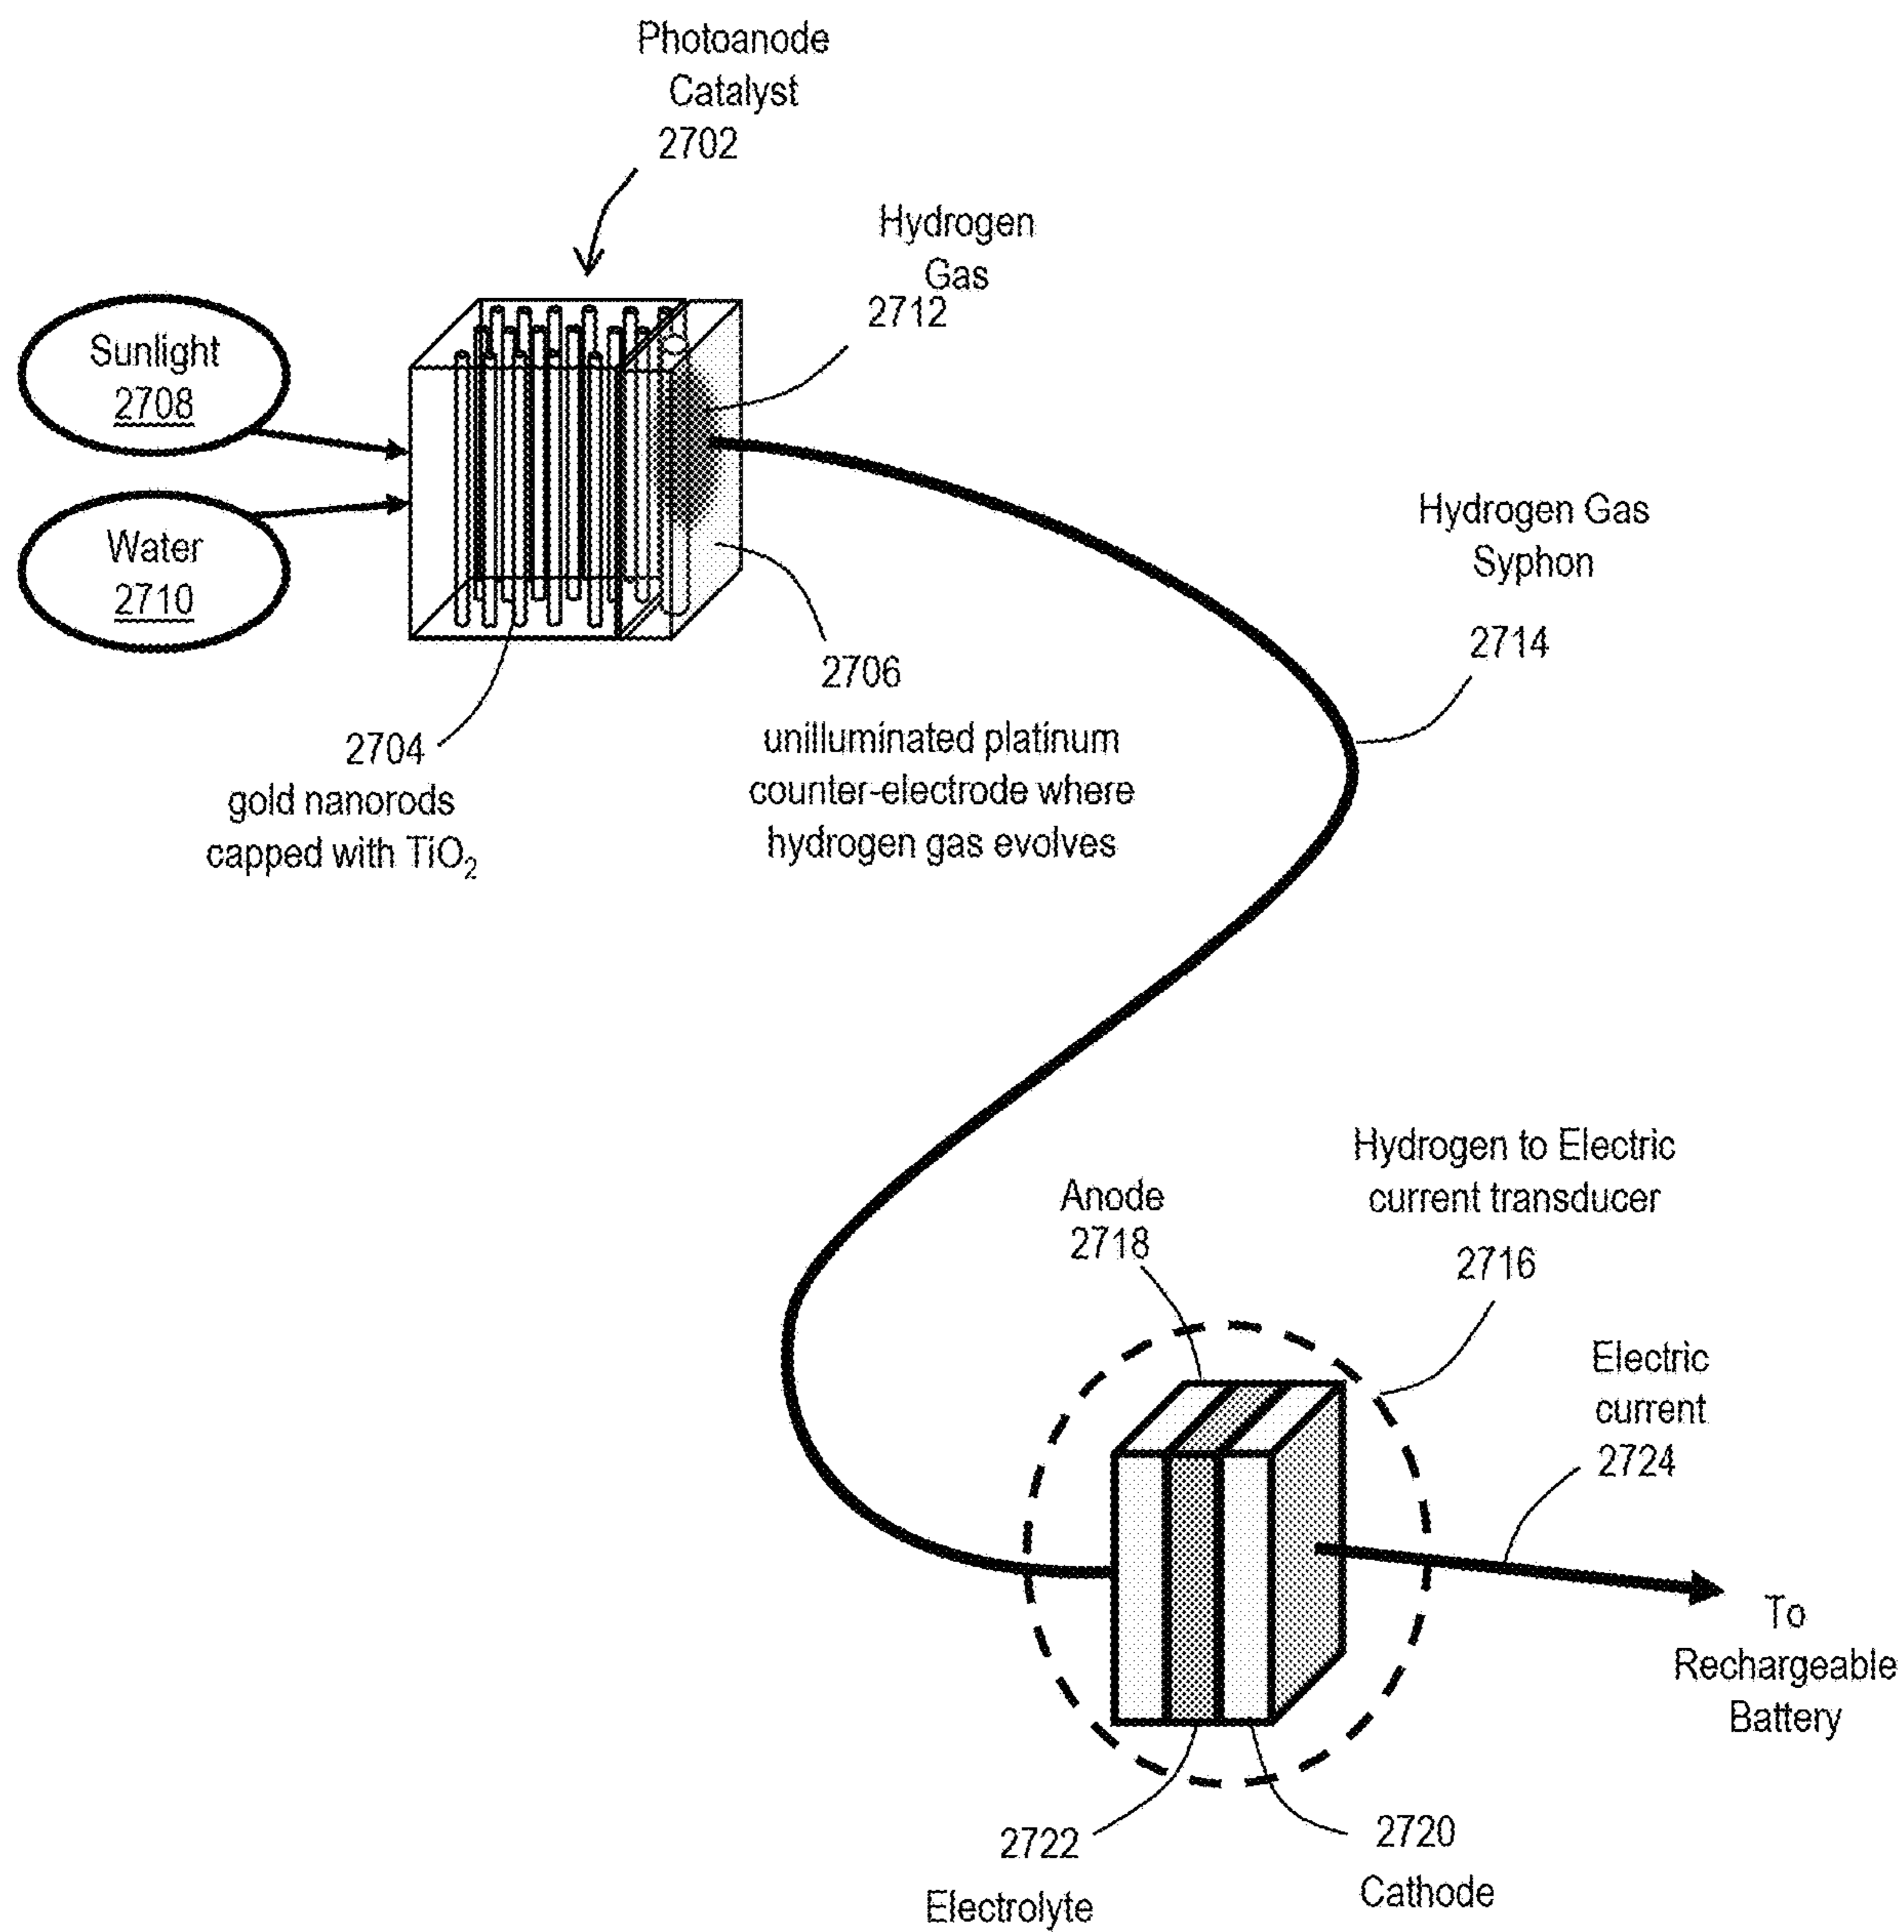 Photoanode
Catalyst
2702
Hydrogen
Gas
2712
Sunlight
2708
Water
2710
Hydrogen Gas
Syphon
2714
2706
unilluminated platinum
counter-electrode where
hydrogen gas evolves
2704
gold nanorods
capped with TiO₂
Hydrogen to Electric
current transducer
2716
Anode
2718
Electric
current
2724
To
Rechargeable
Battery
2722
Electrolyte
2720
Cathode